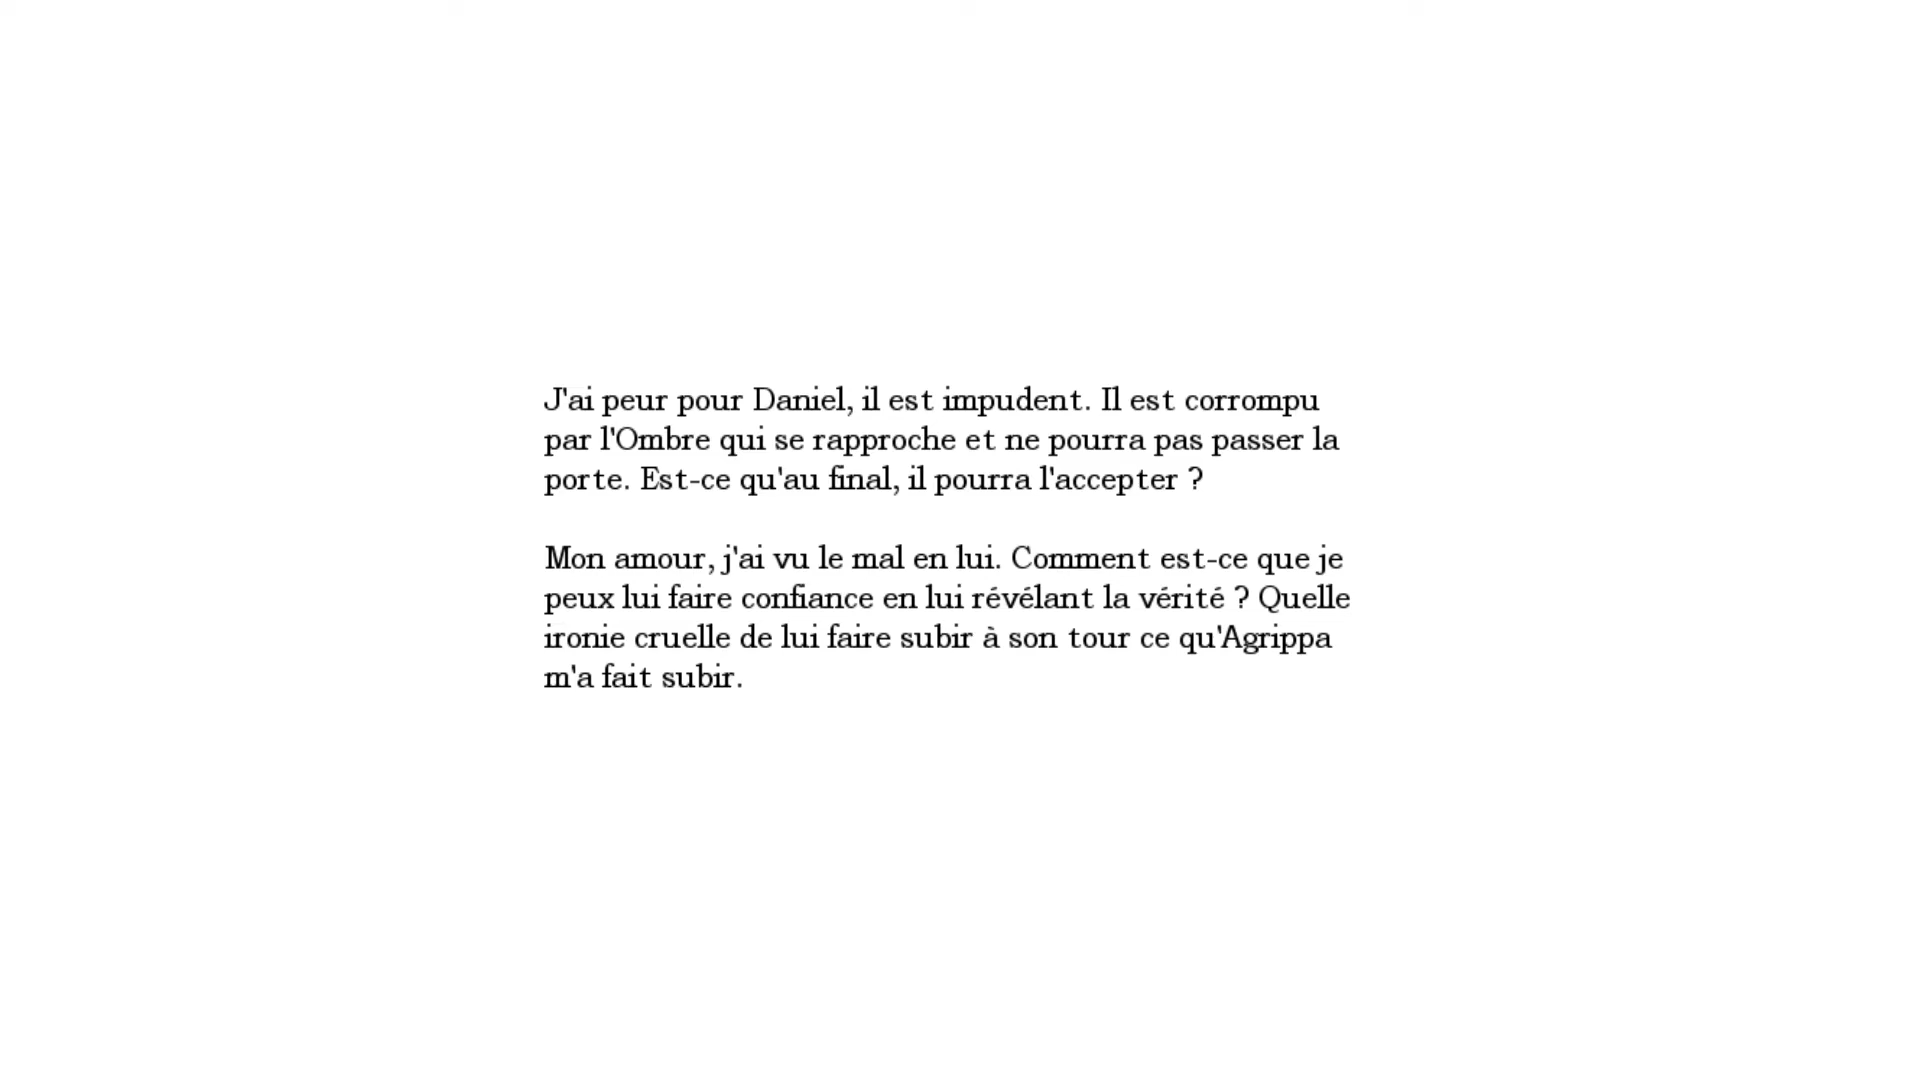 J'ai peur pour Daniel, il est impudent. Il est corrompu
par l'Ombre qui se rapproche et ne pourra pas passer la
porte. Est-ce qu'au final, il pourra l'accepter ?
Mon amour, j'ai vu le mal en lui. Comment est-ce que je
peux lui faire confiance en lui révélant la vérité ? Quelle
ironie cruelle de lui faire subir à son tour ce qu'Agrippa
m'a fait subir.